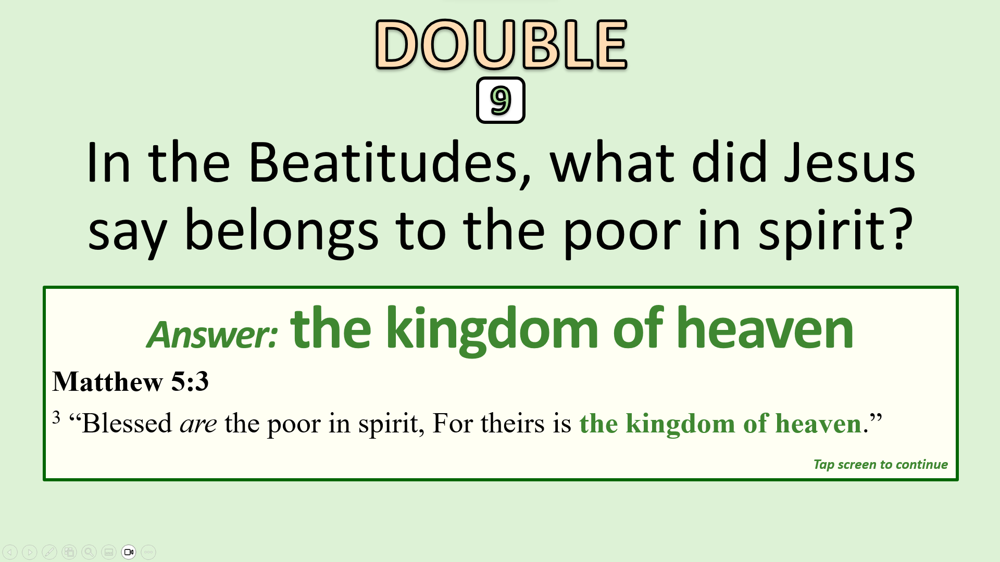 DOUBLE
9
In the Beatitudes, what did Jesus
say belongs to the poor in spirit?
Answer: the kingdom of heaven
Matthew 5:3
3 “Blessed are the poor in spirit, For theirs is the kingdom of heaven.”
Tap screen to continue